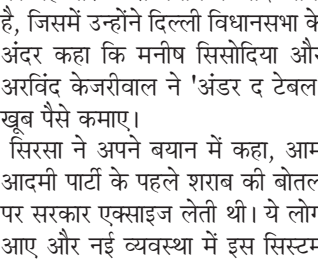 है, जिसमें उन्होंने दिल्ली विधानसभा के
अंदर कहा कि मनीष सिसोदिया और
अरविंद केजरीवाल ने 'अंडर द टेबल
खूब पैसे कमाए।
सिरसा ने अपने बयान में कहा, आम
आदमी पार्टी के पहले शराब की बोतल
पर सरकार एक्साइज लेती थी। ये लोग
आए और नई व्यवस्था में इस सिस्टम